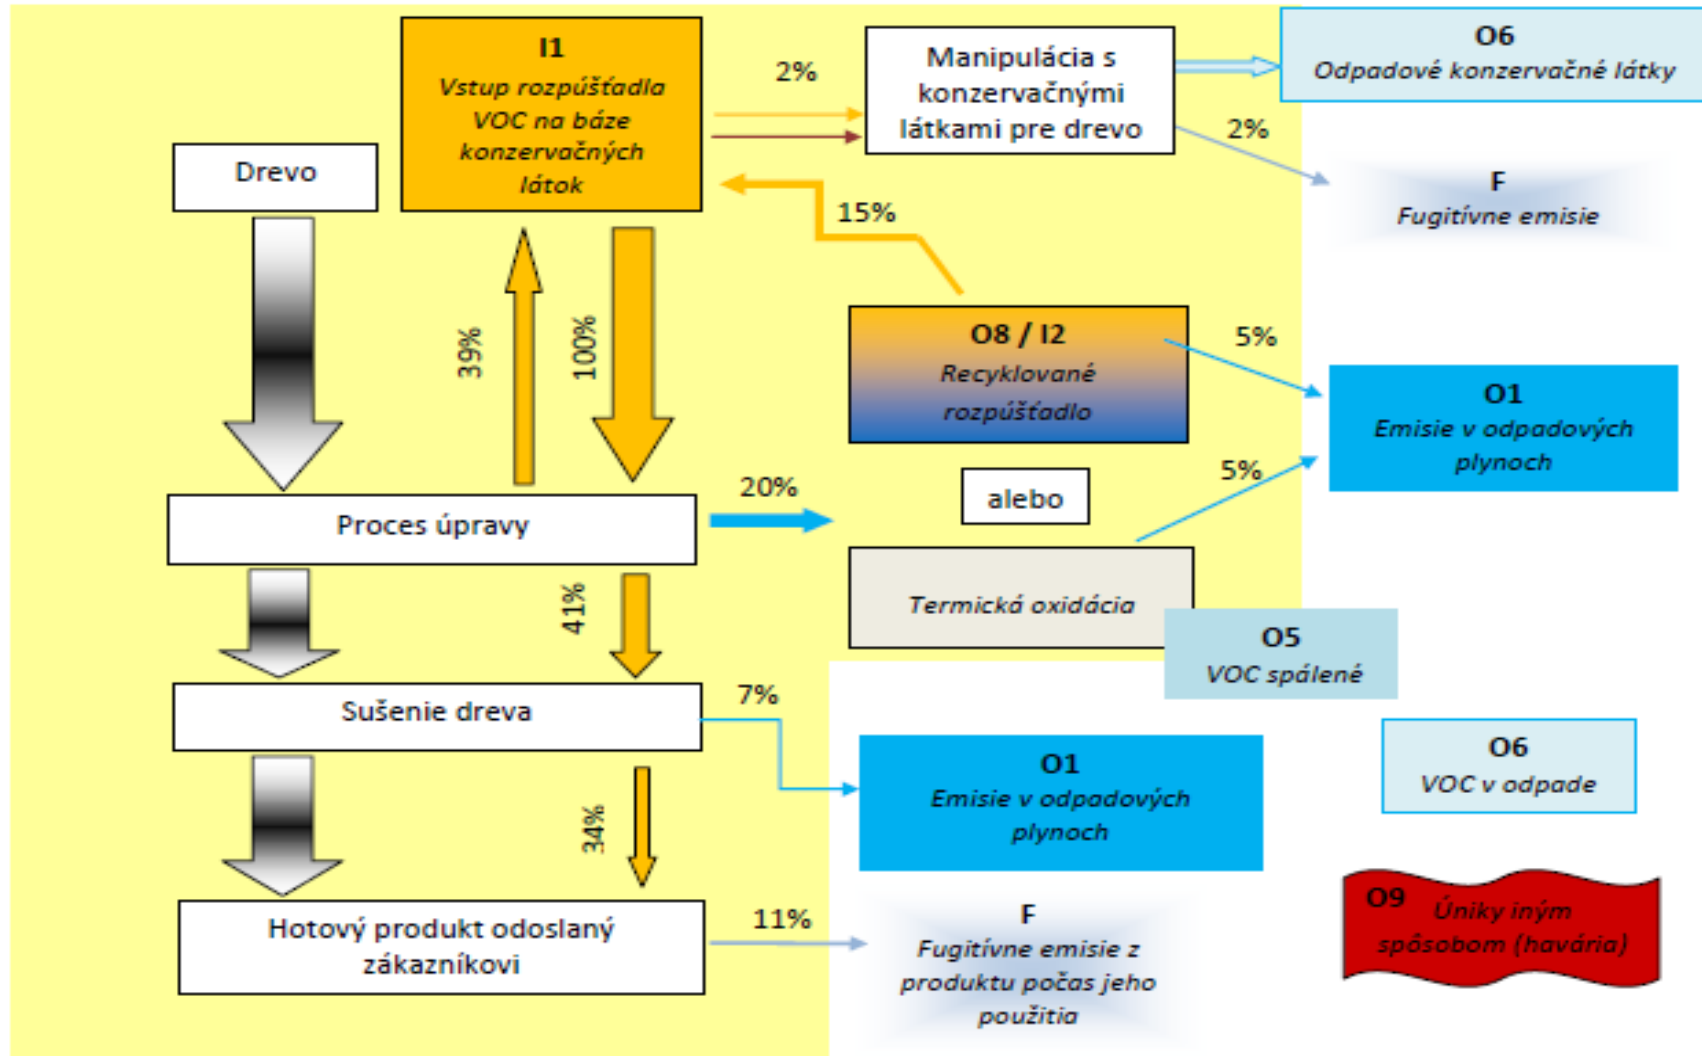 I1
Vstup rozpúšťadla
VOC na báze
konzervačných
látok
2%
Manipulácia s
konzervačnými
látkami pre drevo
O6
Odpadové konzervačné látky
2%
F
Fugitívne emisie
Drevo
15%
39%
100%
O8 / I2
Recyklované
rozpúšťadlo
5%
O1
Emisie v odpadových
plynoch
alebo
5%
20%
Proces úpravy
Termická oxidácia
O5
VOC spálené
41%
Sušenie dreva
7%
O1
Emisie v odpadových
plynoch
O6
VOC v odpade
34%
Hotový produkt odoslaný
zákazníkovi
11%
F
Fugitívne emisie z
produktu počas jeho
použitia
O9 Úniky iným
spôsobom (havária)